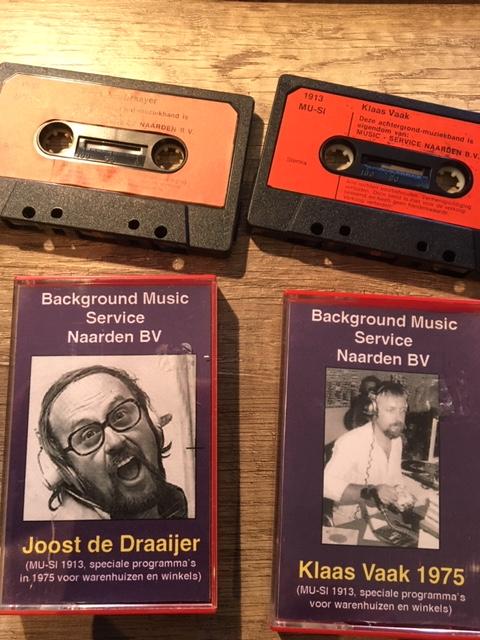 1913
MU-SI
Klaas Vaak
Deze achtergrond-muziekband is
eigendom van:
MUSIC - SERVICE NAARDEN B.V.
NAARDEN B.V.
100 50
Background Music
Service
Naarden BV
Joost de Draaijer
(MU-SI 1913, speciale programma's
in 1975 voor warenhuizen en winkels)
Background Music
Service
Naarden BV
Klaas Vaak 1975
(MU-SI 1913, speciale programma's
voor warenhuizen en winkels)